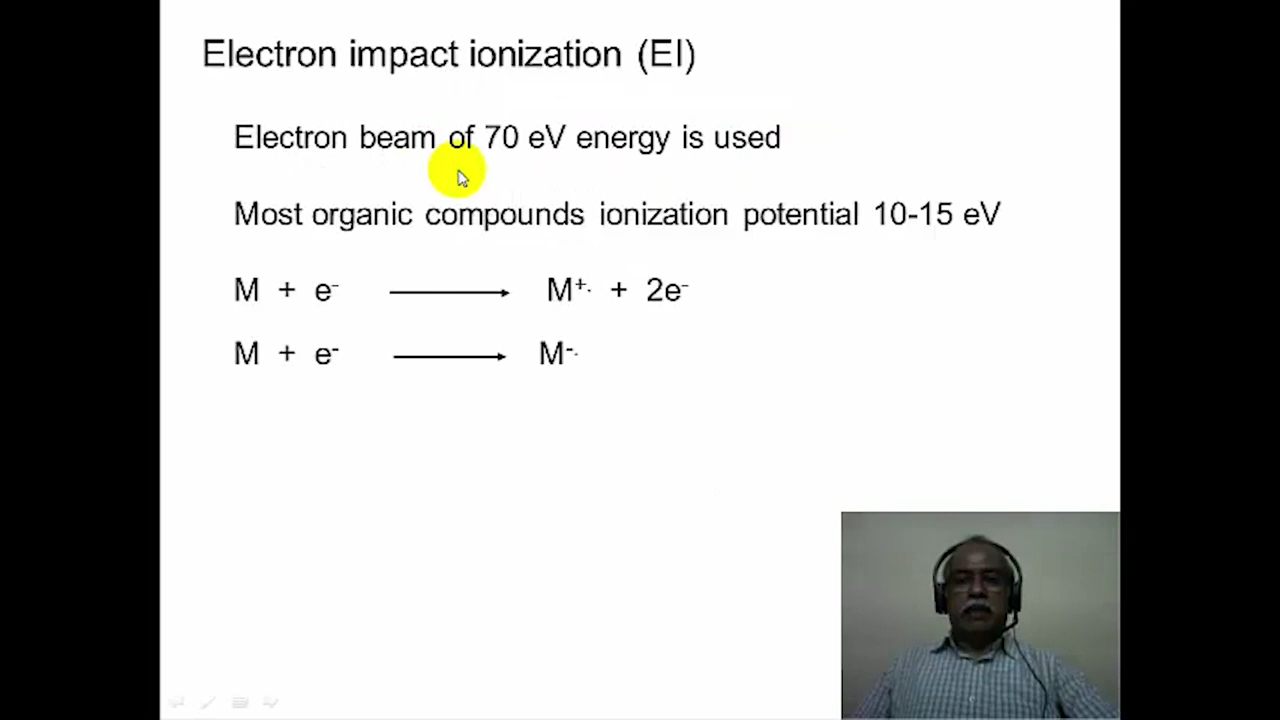 Electron impact ionization (EI)
Electron beam of 70 eV energy is used
Most organic compounds ionization potential 10-15 eV
M + e⁻ ⟶ M⁺· + 2e⁻
M + e⁻ ⟶ M⁻·